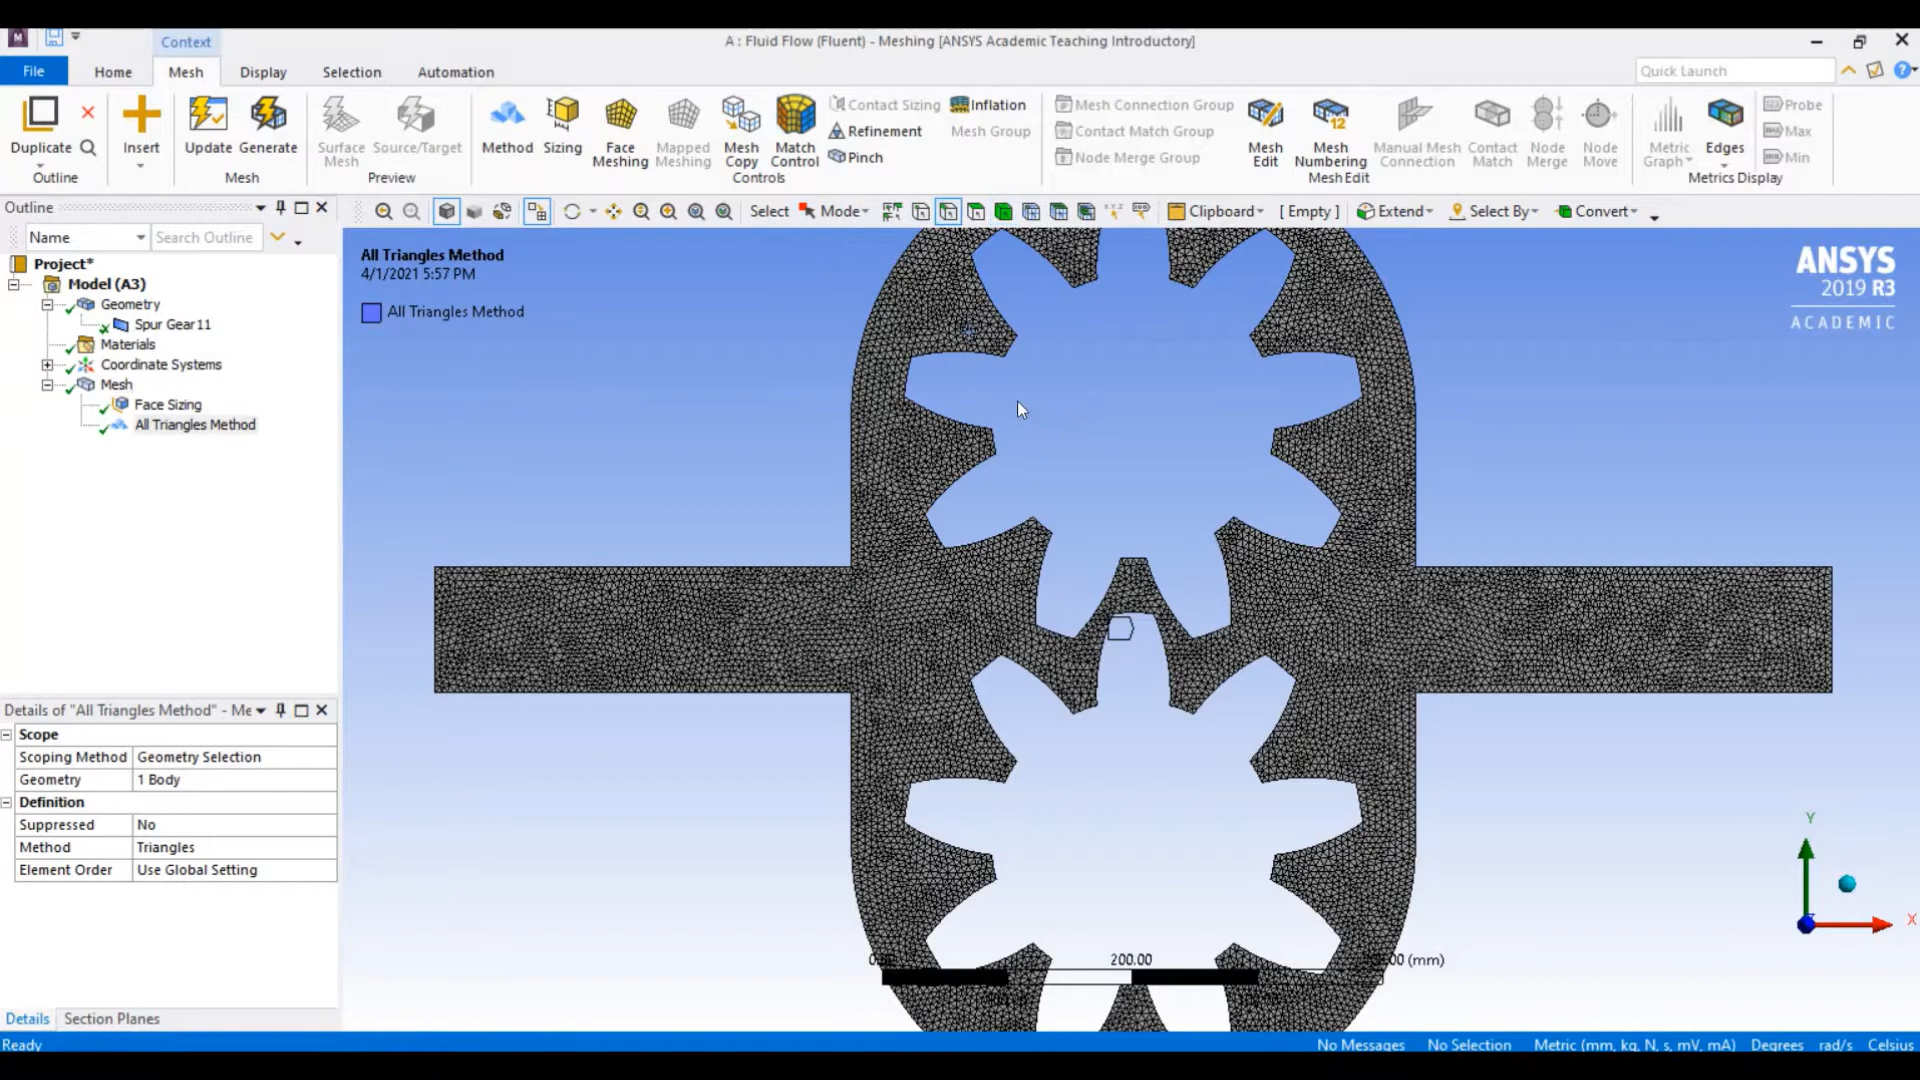 Context
A : Fluid Flow (Fluent) - Meshing [ANSYS Academic Teaching Introductory]
File Home Mesh Display Selection Automation
Quick Launch
Duplicate
Outline
Insert
Update Generate
Mesh
Surface Mesh
Source/Target
Preview
Method
Sizing
Face Meshing
Mapped Meshing
Mesh Copy
Match Control
Contact Sizing
Refinement
Pinch
Inflation
Mesh Group
Controls
Mesh Connection Group
Contact Match Group
Node Merge Group
Mesh Edit
Mesh Numbering
Manual Mesh Connection
Contact Match
Node Merge
Node Move
Mesh Edit
Metric Graph
Edges
Probe
Max
Min
Metrics Display
Outline
Select Mode Clipboard [ Empty ] Extend Select By Convert
Name Search Outline
Project*
Model (A3)
Geometry
Spur Gear11
Materials
Coordinate Systems
Mesh
Face Sizing
All Triangles Method
All Triangles Method
4/1/2021 5:57 PM
All Triangles Method
ANSYS
2019 R3
ACADEMIC
Details of "All Triangles Method" - Me
Scope
Scoping Method Geometry Selection
Geometry 1 Body
Definition
Suppressed No
Method Triangles
Element Order Use Global Setting
Y
X
200.00
(mm)
Details Section Planes
Ready
No Messages No Selection Metric (mm, kg, N, s, mV, mA) Degrees rad/s Celsius